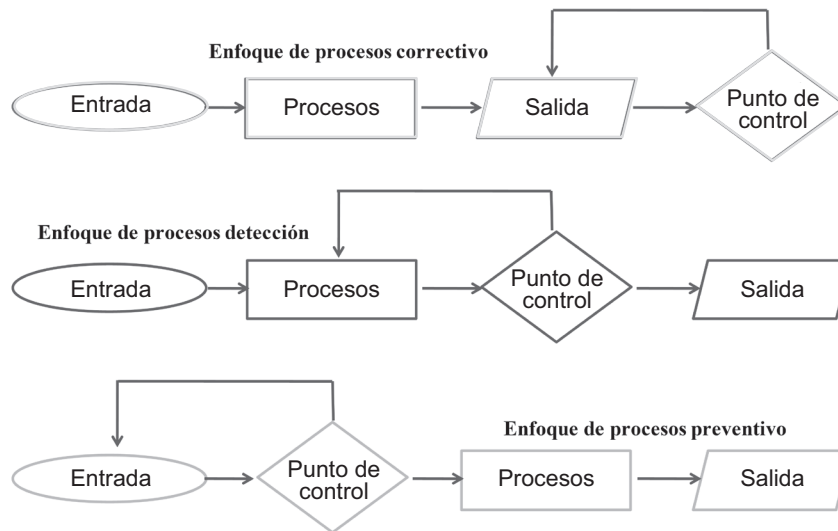 Enfoque de procesos correctivo
Entrada
Procesos
Salida
Punto de
control
Enfoque de procesos detección
Entrada
Procesos
Punto de
control
Salida
Enfoque de procesos preventivo
Entrada
Punto de
control
Procesos
Salida